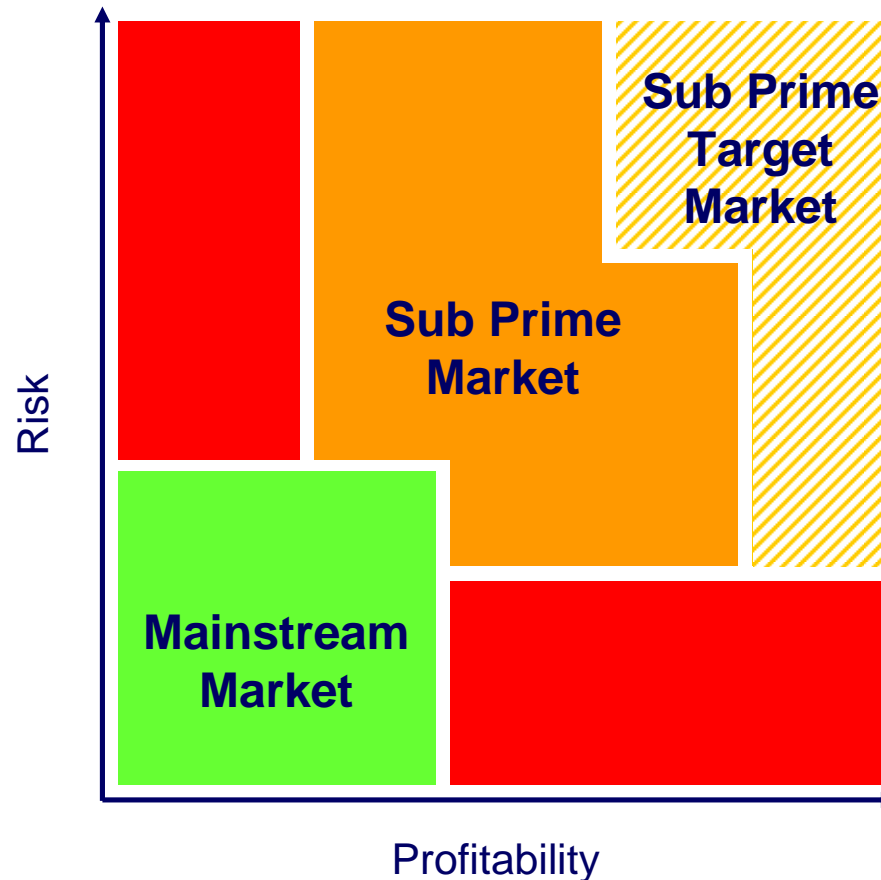 Sub Prime
Target
Market
Sub Prime
Market
Risk
Mainstream
Market
Profitability